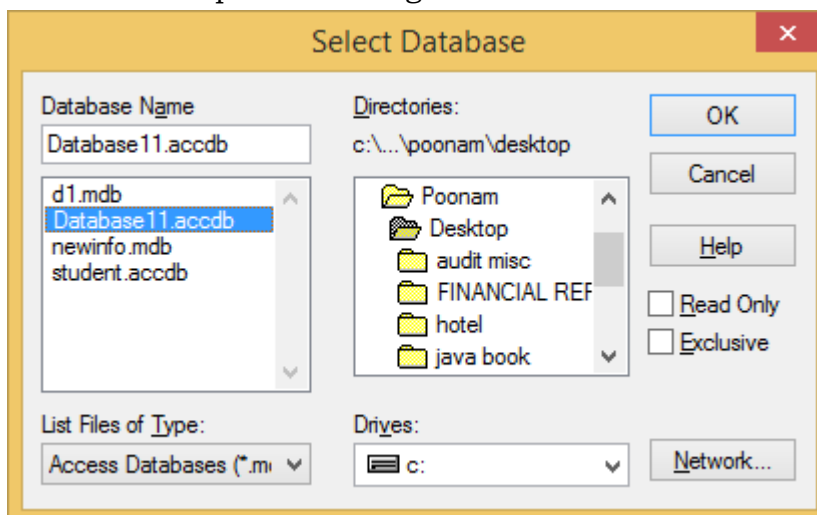 Select Database
Database Name
Database11.accdb
d1.mdb
Database11.accdb
newinfo.mdb
student.accdb
List Files of Type:
Access Databases (*.m
Directories:
c:\...\poonam\desktop
Poonam
Desktop
audit misc
FINANCIAL REF
hotel
java book
Drives:
c:
OK
Cancel
Help
Read Only
Exclusive
Network...